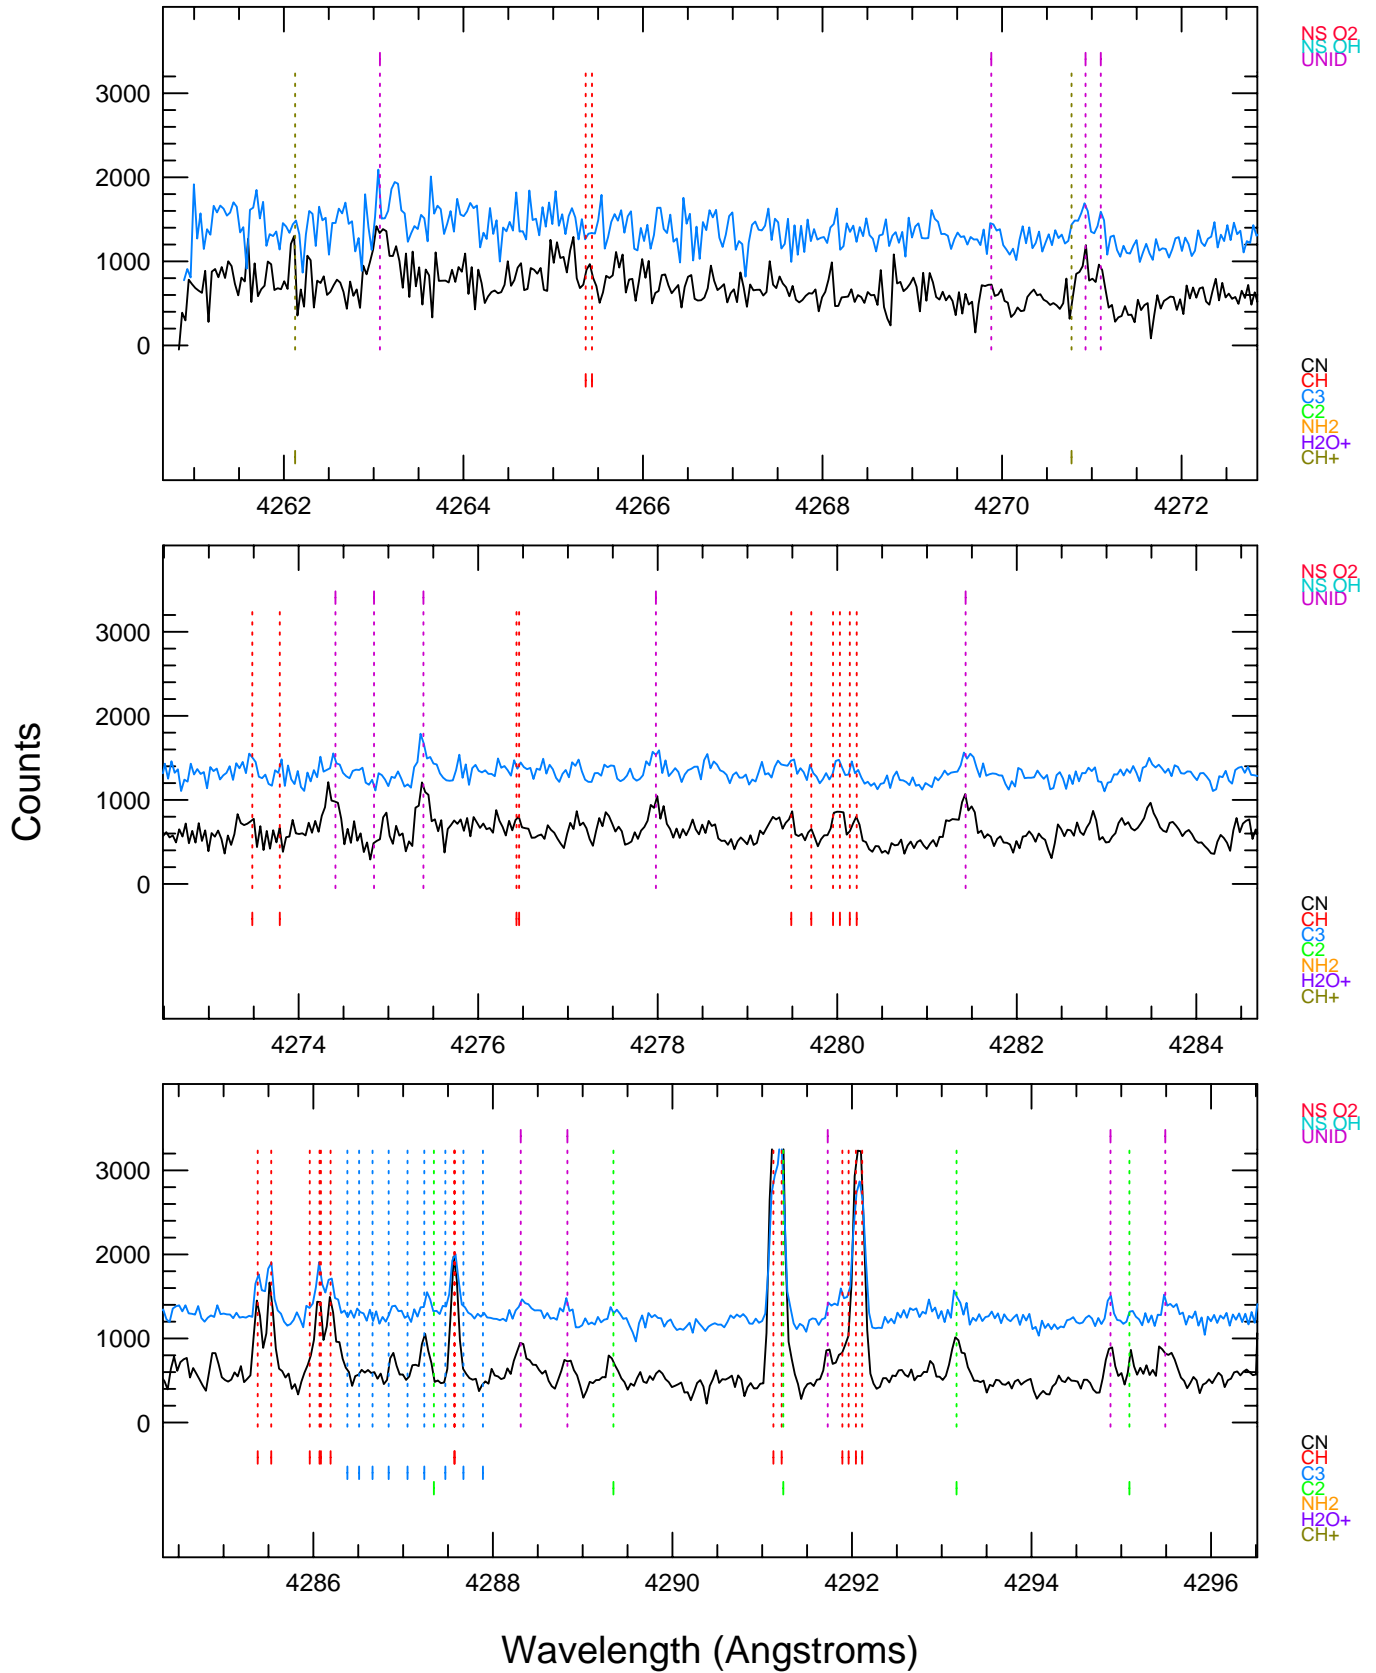 NS O2
NS OH
UNID
3000
2000
1000
0
CN
CH
C3
C2
NH2
H2O+
CH+
4262 4264 4266 4268 4270 4272
NS O2
NS OH
UNID
3000
2000
1000
0
CN
CH
C3
C2
NH2
H2O+
CH+
4274 4276 4278 4280 4282 4284
Counts
NS O2
NS OH
UNID
3000
2000
1000
0
CN
CH
C3
C2
NH2
H2O+
CH+
4286 4288 4290 4292 4294 4296
Wavelength (Angstroms)